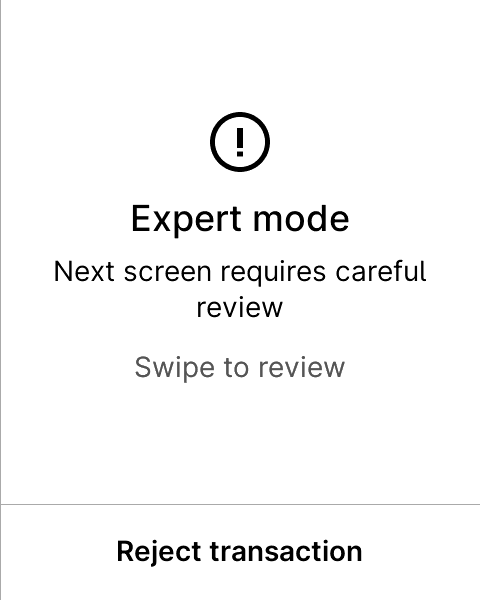 Expert mode
Next screen requires careful
review
Swipe to review
Reject transaction